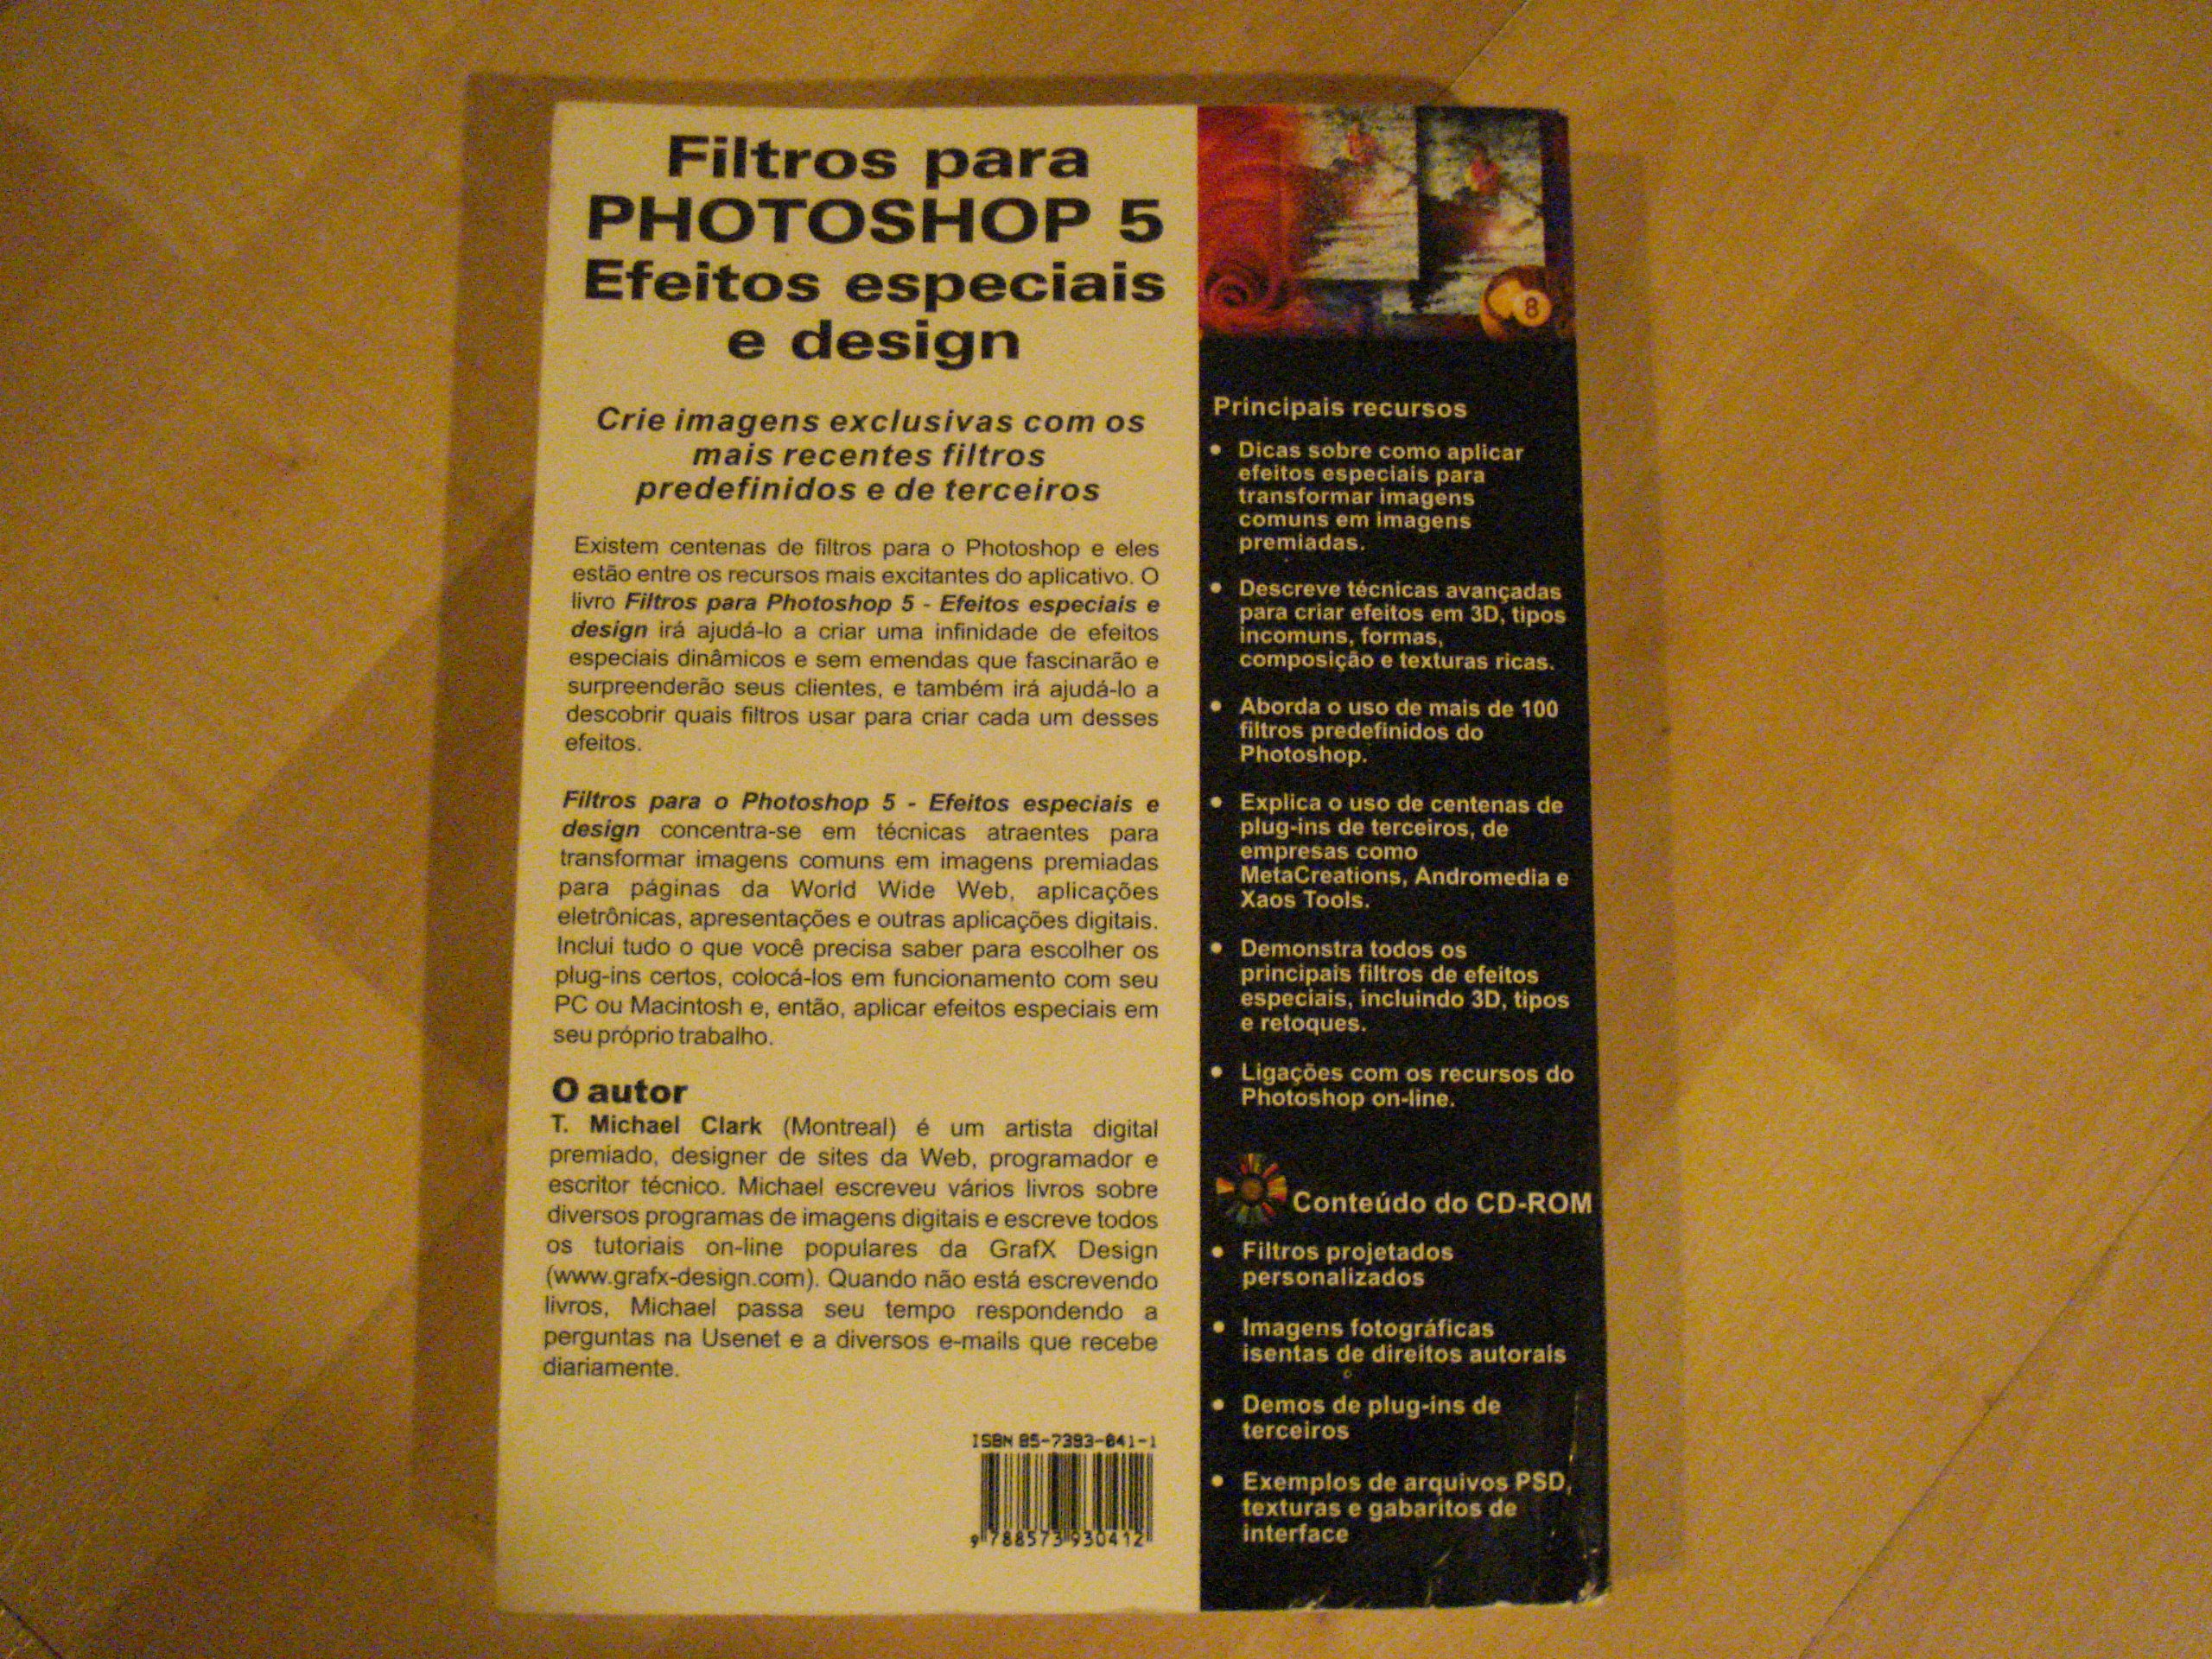 Filtros para
PHOTOSHOP 5
Efeitos especiais
e design
Crie imagens exclusivas com os
mais recentes filtros
predefinidos e de terceiros
Existem centenas de filtros para o Photoshop e eles
estão entre os recursos mais excitantes do aplicativo. O
livro Filtros para Photoshop 5 - Efeitos especiais e
design irá ajudá-lo a criar uma infinidade de efeitos
especiais dinâmicos e sem emendas que fascinarão e
surpreenderão seus clientes, e também irá ajudá-lo a
descobrir quais filtros usar para criar cada um desses
efeitos.
Filtros para o Photoshop 5 - Efeitos especiais e
design concentra-se em técnicas atraentes para
transformar imagens comuns em imagens premiadas
para páginas da World Wide Web, aplicações
eletrônicas, apresentações e outras aplicações digitais.
Inclui tudo o que você precisa saber para escolher os
plug-ins certos, colocá-los em funcionamento com seu
PC ou Macintosh e, então, aplicar efeitos especiais em
seu próprio trabalho.
O autor
T. Michael Clark (Montreal) é um artista digital
premiado, designer de sites da Web, programador e
escritor técnico. Michael escreveu vários livros sobre
diversos programas de imagens digitais e escreve todos
os tutoriais on-line populares da GrafX Design
(www.grafx-design.com). Quando não está escrevendo
livros, Michael passa seu tempo respondendo a
perguntas na Usenet e a diversos e-mails que recebe
diariamente.
ISBN 85-7393-041-1
9 788573 930412
8
Principais recursos
• Dicas sobre como aplicar
efeitos especiais para
transformar imagens
comuns em imagens
premiadas.
• Descreve técnicas avançadas
para criar efeitos em 3D, tipos
incomuns, formas,
composição e texturas ricas.
• Aborda o uso de mais de 100
filtros predefinidos do
Photoshop.
• Explica o uso de centenas de
plug-ins de terceiros, de
empresas como
MetaCreations, Andromedia e
Xaos Tools.
• Demonstra todos os
principais filtros de efeitos
especiais, incluindo 3D, tipos
e retoques.
• Ligações com os recursos do
Photoshop on-line.
Conteúdo do CD-ROM
• Filtros projetados
personalizados
• Imagens fotográficas
isentas de direitos autorais
• Demos de plug-ins de
terceiros
• Exemplos de arquivos PSD,
texturas e gabaritos de
interface